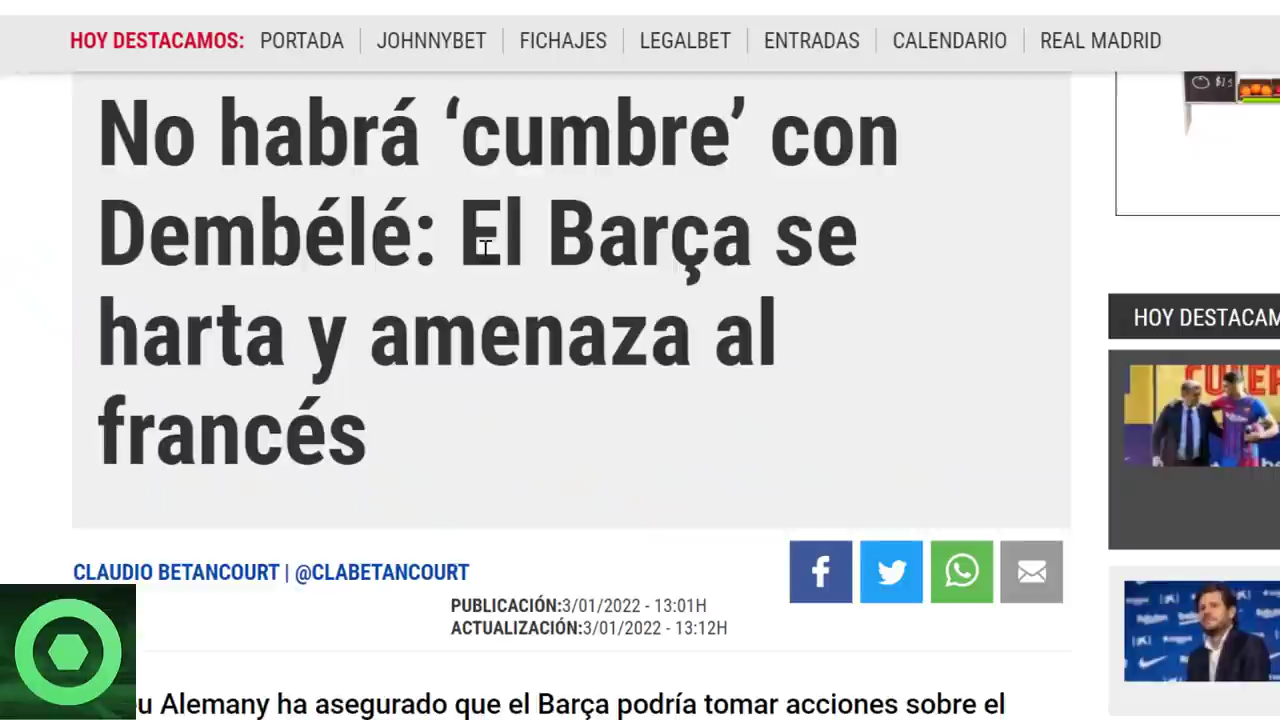 HOY DESTACAMOS: PORTADA JOHNNYBET FICHAJES LEGALBET ENTRADAS CALENDARIO REAL MADRID
No habrá ‘cumbre’ con
Dembélé: El Barça se
harta y amenaza al
francés
CLAUDIO BETANCOURT | @CLABETANCOURT
PUBLICACIÓN:3/01/2022 - 13:01H
ACTUALIZACIÓN:3/01/2022 - 13:12H
Alemany ha asegurado que el Barça podría tomar acciones sobre el
HOY DESTACAM